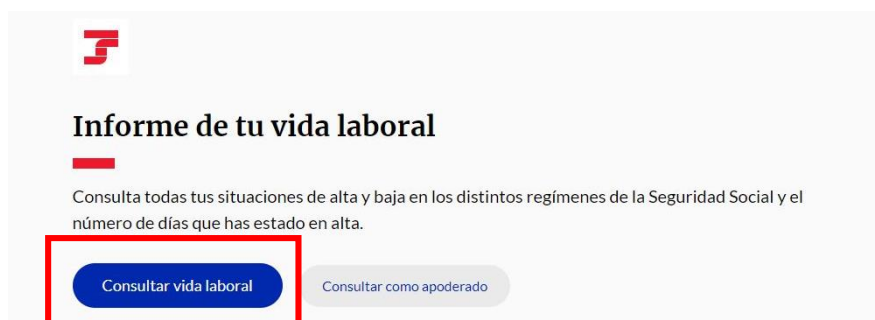 Informe de tu vida laboral
Consulta todas tus situaciones de alta y baja en los distintos regímenes de la Seguridad Social y el
número de días que has estado en alta.
Consultar vida laboral
Consultar como apoderado